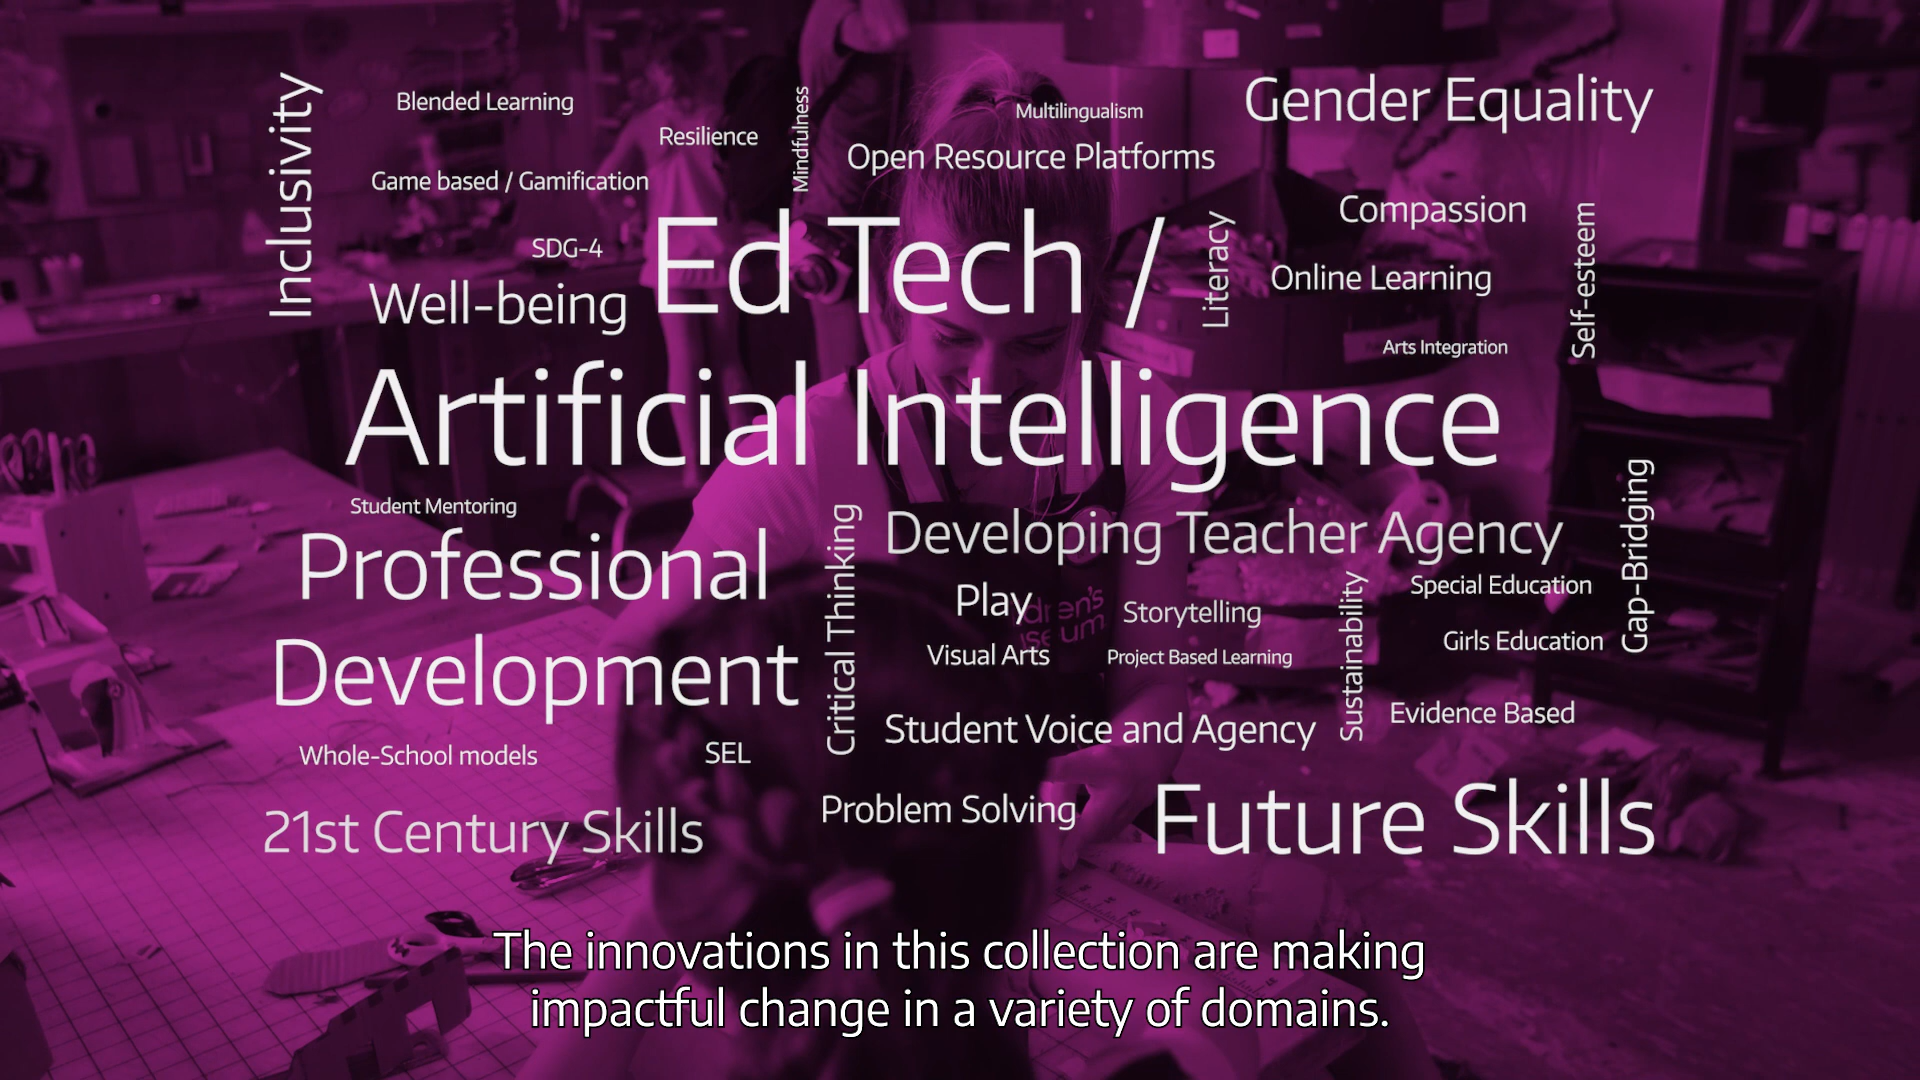 Inclusivity
Blended Learning
Resilience
Mindfulness
Multilingualism
Gender Equality
Open Resource Platforms
Game based / Gamification
Compassion
SDG-4
Ed Tech /
Literacy
Online Learning
Self-esteem
Well-being
Arts Integration
Artificial Intelligence
Student Mentoring
Professional
Development
Critical Thinking
Developing Teacher Agency
Gap-Bridging
Play
Storytelling
Sustainability
Special Education
Visual Arts
Project Based Learning
Girls Education
Student Voice and Agency
Evidence Based
Whole-School models
SEL
21st Century Skills
Problem Solving
Future Skills
The innovations in this collection are making
impactful change in a variety of domains.